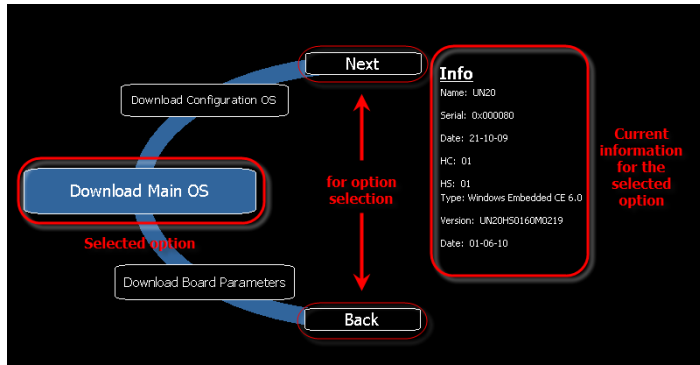 Next
Download Configuration OS
Download Main OS
Selected option
Download Board Parameters
Back
for option
selection
Info
Name: UN20
Serial: 0x000080
Date: 21-10-09
HC: 01
HS: 01
Type: Windows Embedded CE 6.0
Version: UN20HS0160M0219
Date: 01-06-10
Current
information
for the
selected
option